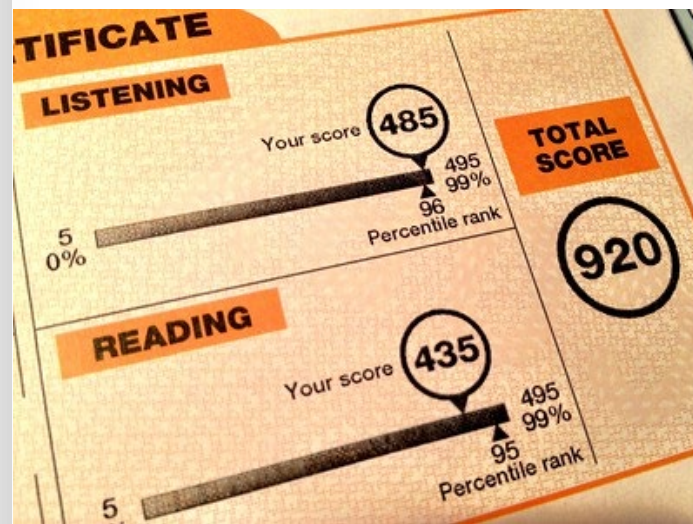 TIFICATE
LISTENING
Your score 485
5
0%
495
99%
96
Percentile rank
READING
Your score 435
5
495
99%
95
Percentile rank
TOTAL
SCORE
920